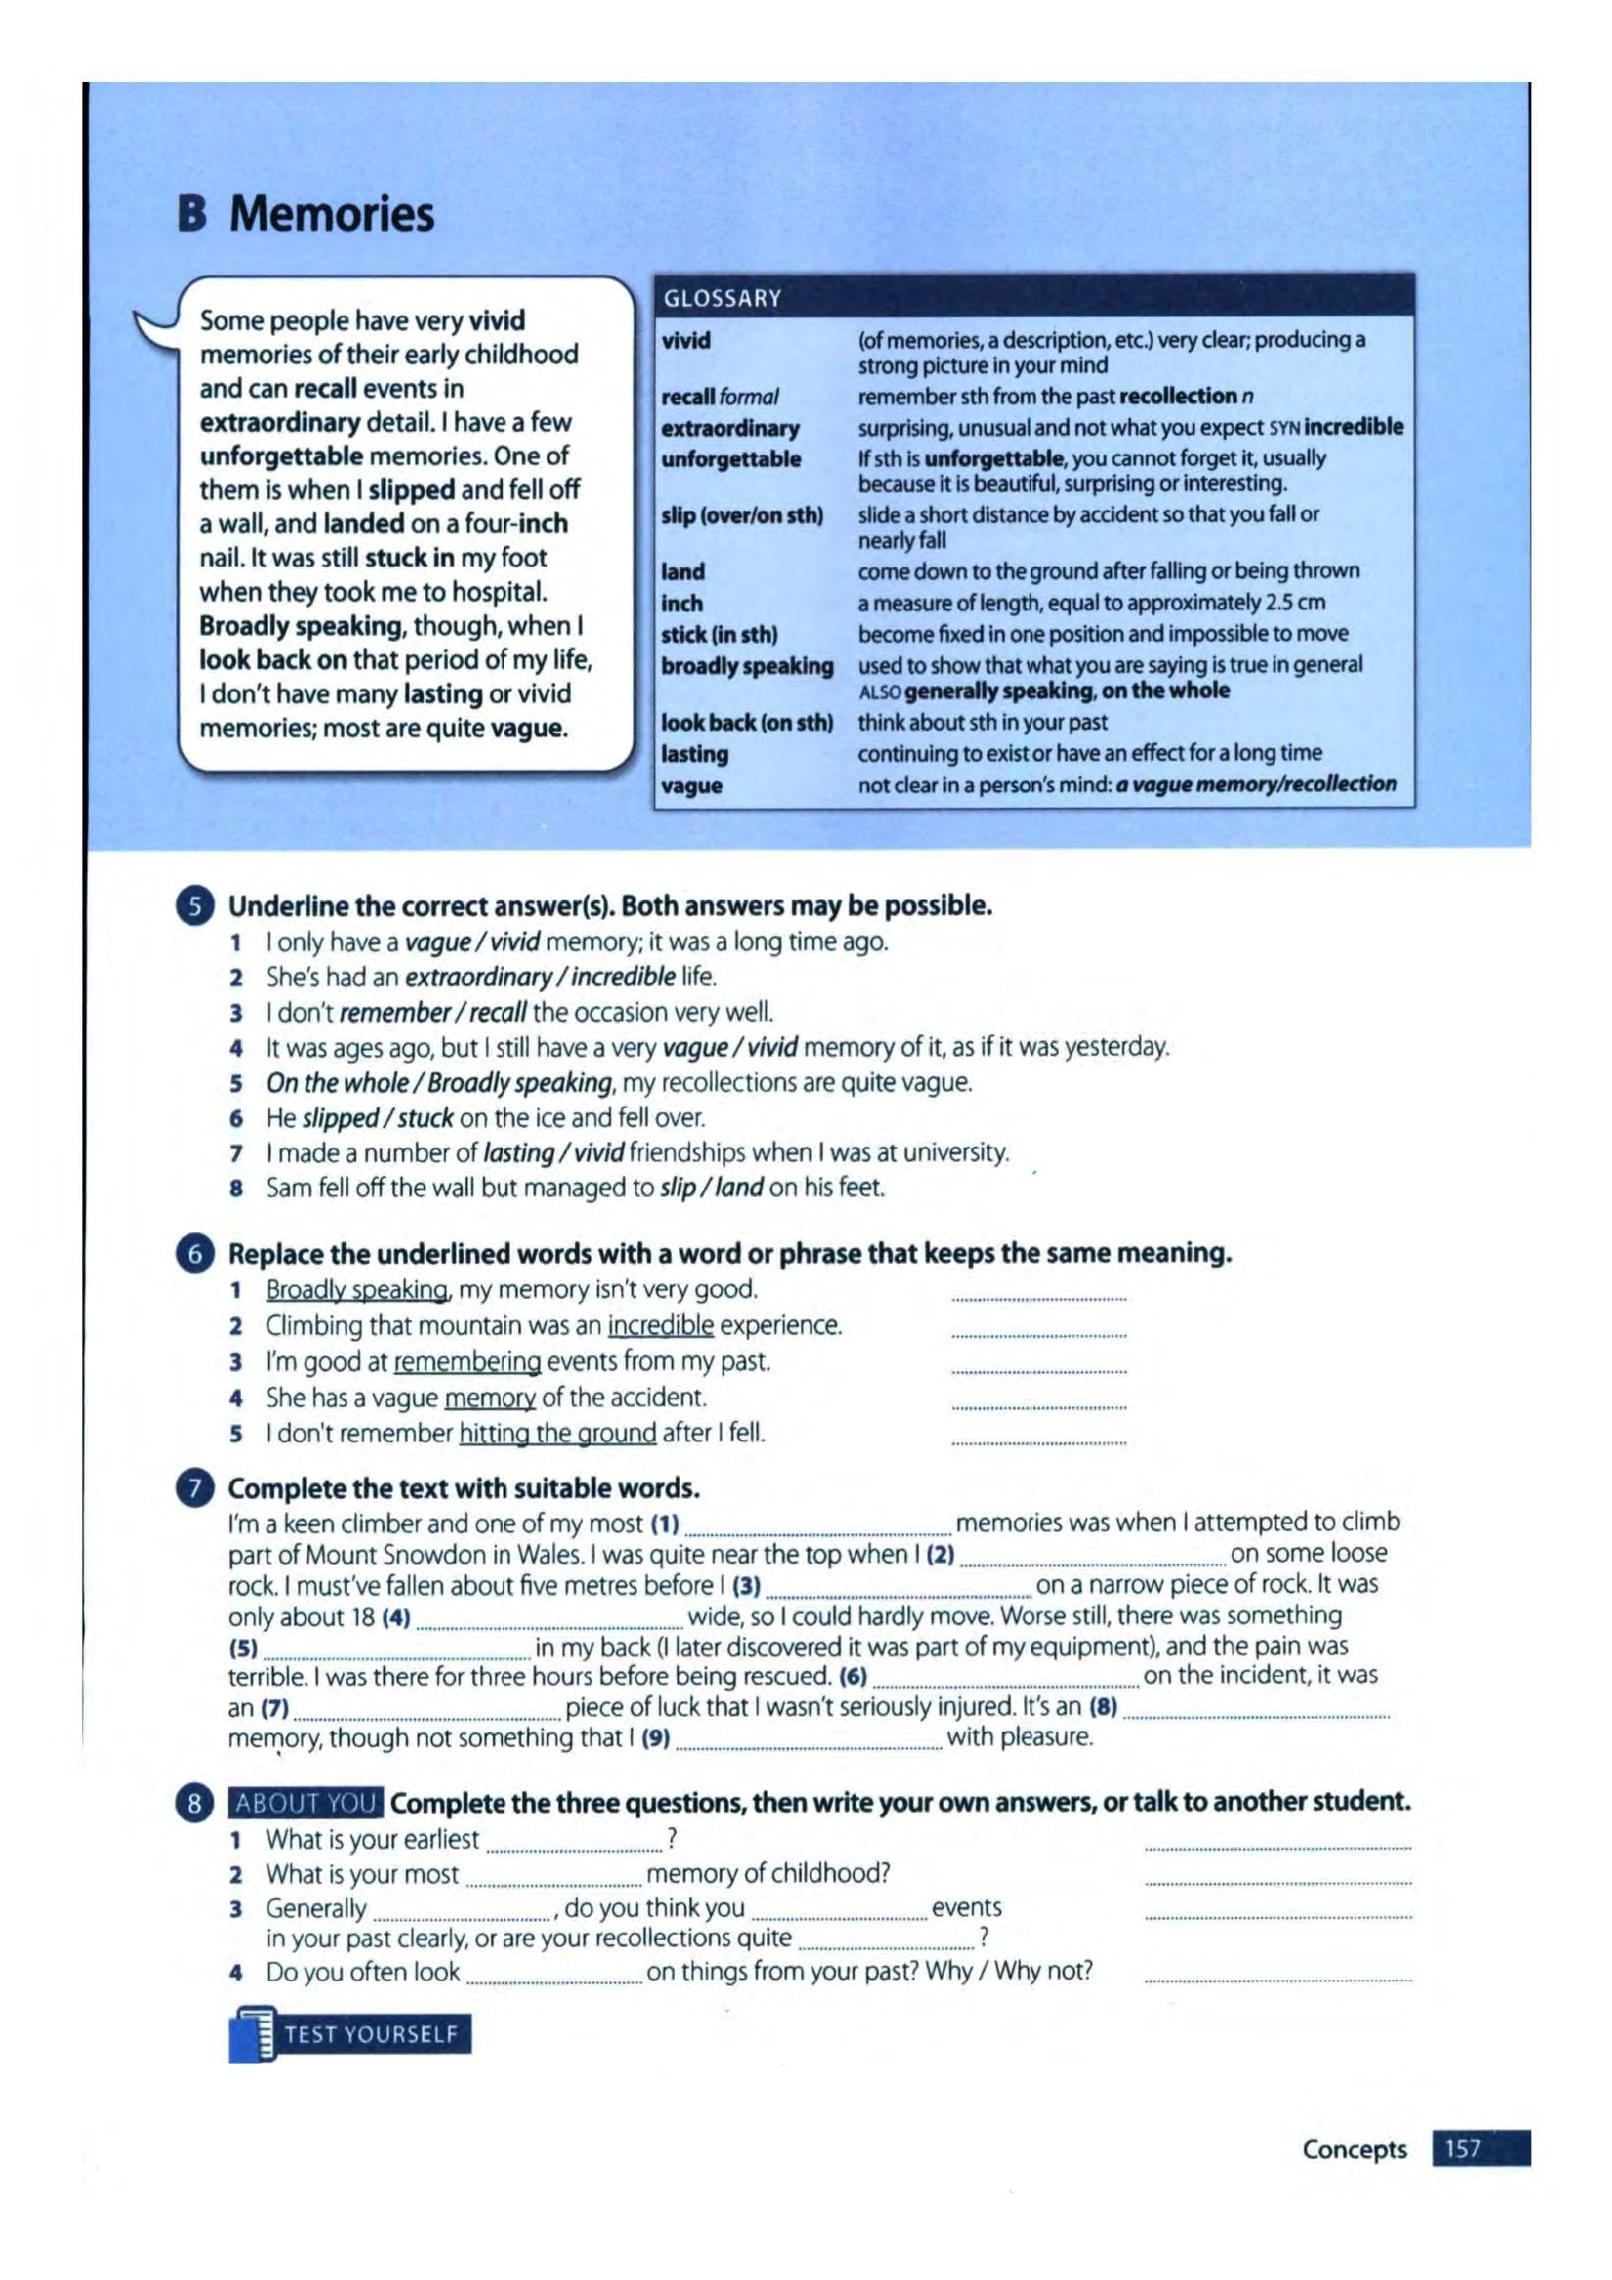 B Memories
Some people have very vivid
memories of their early childhood
and can recall events in
extraordinary detail. I have a few
unforgettable memories. One of
them is when I slipped and fell off
a wall, and landed on a four-inch
nail. It was still stuck in my foot
when they took me to hospital.
Broadly speaking, though, when I
look back on that period of my life,
I don't have many lasting or vivid
memories; most are quite vague.
GLOSSARY
vivid (of memories, a description, etc.) very clear; producing a
strong picture in your mind
recall formal remember sth from the past recollection n
extraordinary surprising, unusual and not what you expect SYN incredible
unforgettable If sth is unforgettable, you cannot forget it, usually
because it is beautiful, surprising or interesting.
slip (over/on sth) slide a short distance by accident so that you fall or
nearly fall
land come down to the ground after falling or being thrown
inch a measure of length, equal to approximately 2.5 cm
stick (in sth) become fixed in one position and impossible to move
broadly speaking used to show that what you are saying is true in general
ALSO generally speaking, on the whole
look back (on sth) think about sth in your past
lasting continuing to exist or have an effect for a long time
vague not clear in a person's mind: a vague memory/recollection
5 Underline the correct answer(s). Both answers may be possible.
1 I only have a vague / vivid memory; it was a long time ago.
2 She's had an extraordinary / incredible life.
3 I don't remember / recall the occasion very well.
4 It was ages ago, but I still have a very vague / vivid memory of it, as if it was yesterday.
5 On the whole / Broadly speaking, my recollections are quite vague.
6 He slipped / stuck on the ice and fell over.
7 I made a number of lasting / vivid friendships when I was at university.
8 Sam fell off the wall but managed to slip / land on his feet.
6 Replace the underlined words with a word or phrase that keeps the same meaning.
1 Broadly speaking, my memory isn't very good. ....................
2 Climbing that mountain was an incredible experience. ....................
3 I'm good at remembering events from my past. ....................
4 She has a vague memory of the accident. ....................
5 I don't remember hitting the ground after I fell. ....................
7 Complete the text with suitable words.
I'm a keen climber and one of my most (1) .................... memories was when I attempted to climb
part of Mount Snowdon in Wales. I was quite near the top when I (2) .................... on some loose
rock. I must've fallen about five metres before I (3) .................... on a narrow piece of rock. It was
only about 18 (4) .................... wide, so I could hardly move. Worse still, there was something
(5) .................... in my back (I later discovered it was part of my equipment), and the pain was
terrible. I was there for three hours before being rescued. (6) .................... on the incident, it was
an (7) .................... piece of luck that I wasn't seriously injured. It's an (8) ....................
memory, though not something that I (9) .................... with pleasure.
8 ABOUT YOU Complete the three questions, then write your own answers, or talk to another student.
1 What is your earliest ....................? ....................
2 What is your most .................... memory of childhood? ....................
3 Generally ...................., do you think you .................... events ....................
in your past clearly, or are your recollections quite ....................?
4 Do you often look .................... on things from your past? Why / Why not? ....................
TEST YOURSELF
Concepts 157